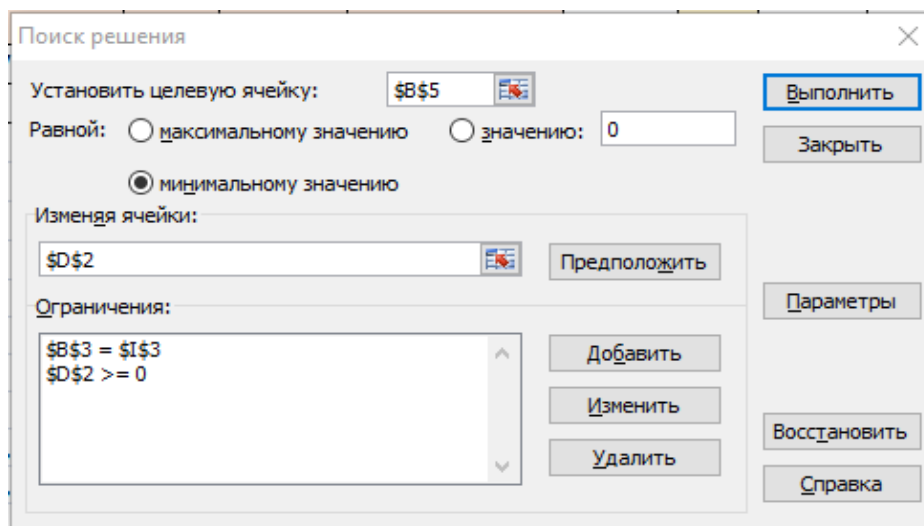 Поиск решения
Установить целевую ячейку: $B$5
Выполнить
Равной: максимальному значению значению: 0
Закрыть
минимальному значению
Изменяя ячейки:
$D$2
Предположить
Ограничения:
Параметры
$B$3 = $I$3
Добавить
$D$2 >= 0
Изменить
Восстановить
Удалить
Справка